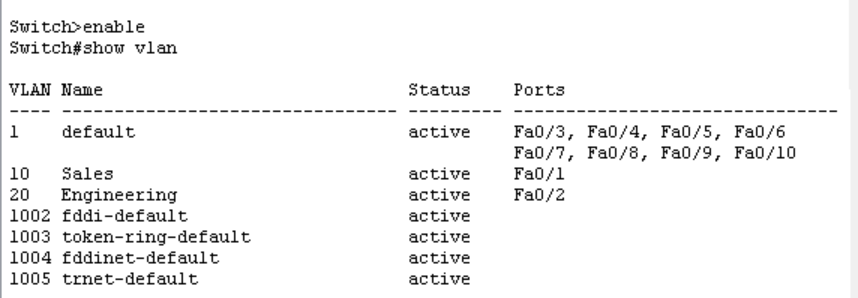 Switch>enable
Switch#show vlan
VLAN Name                             Status    Ports
---- -------------------------------- --------- -------------------------------
1    default                          active    Fa0/3, Fa0/4, Fa0/5, Fa0/6
                                                Fa0/7, Fa0/8, Fa0/9, Fa0/10
10   Sales                            active    Fa0/1
20   Engineering                      active    Fa0/2
1002 fddi-default                     active
1003 token-ring-default               active
1004 fddinet-default                  active
1005 trnet-default                    active